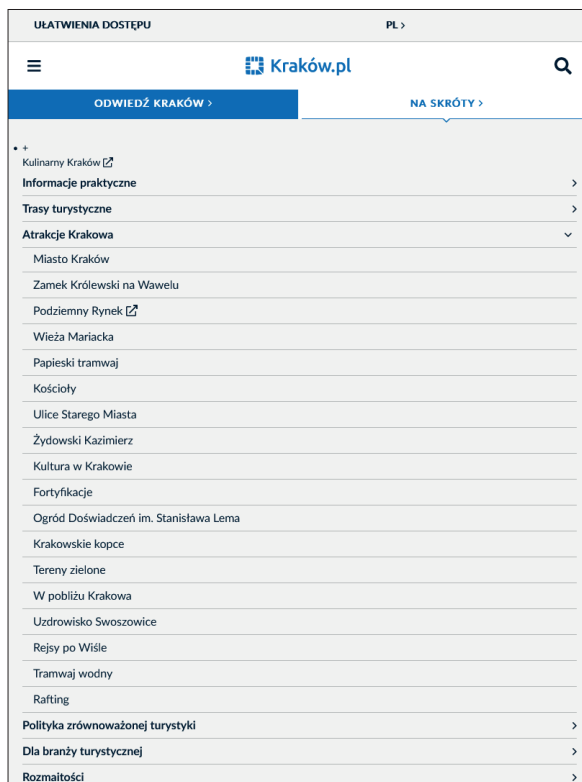 UŁATWIENIA DOSTĘPU PL >
Kraków.pl
ODWIEDŹ KRAKÓW > NA SKRÓTY >
+
Kulinarny Kraków
Informacje praktyczne
Trasy turystyczne
Atrakcje Krakowa
Miasto Kraków
Zamek Królewski na Wawelu
Podziemny Rynek
Wieża Mariacka
Papieski tramwaj
Kościoły
Ulice Starego Miasta
Żydowski Kazimierz
Kultura w Krakowie
Fortyfikacje
Ogród Doświadczeń im. Stanisława Lema
Krakowskie kopce
Tereny zielone
W pobliżu Krakowa
Uzdrowisko Swoszowice
Rejsy po Wiśle
Tramwaj wodny
Rafting
Polityka zrównoważonej turystyki
Dla branży turystycznej
Rozmaitości